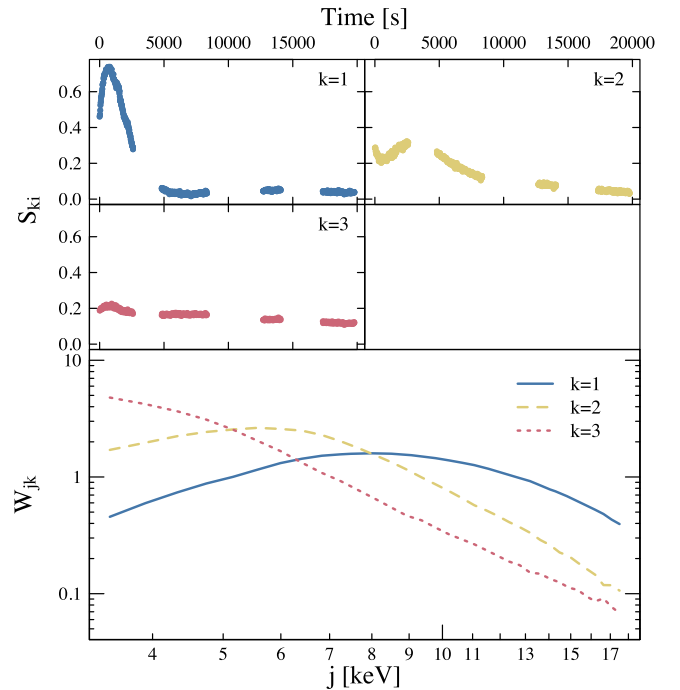 Time [s]
0 5000 10000 15000 0 5000 10000 15000 20000
k=1 k=2
0.6
0.4
0.2
0.0
S_ki
k=3
0.6
0.4
0.2
0.0
10
1
0.1
W_jk
k=1
k=2
k=3
4 5 6 7 8 9 10 11 13 15 17
j [keV]